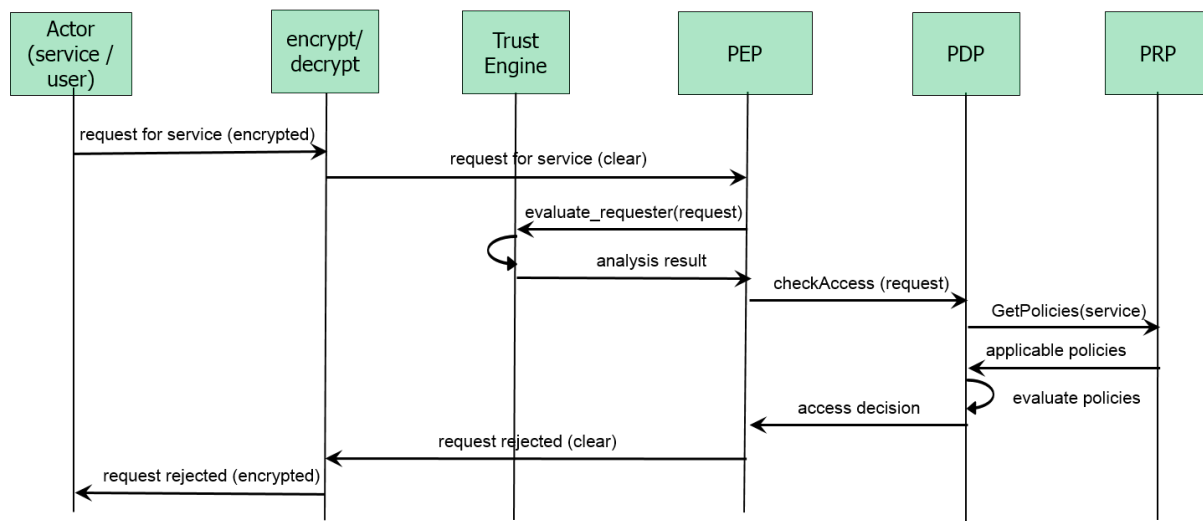 Actor
(service /
user)
encrypt/
decrypt
Trust
Engine
PEP
PDP
PRP
request for service (encrypted)
request for service (clear)
evaluate_requester(request)
analysis result
checkAccess (request)
GetPolicies(service)
applicable policies
evaluate policies
access decision
request rejected (clear)
request rejected (encrypted)